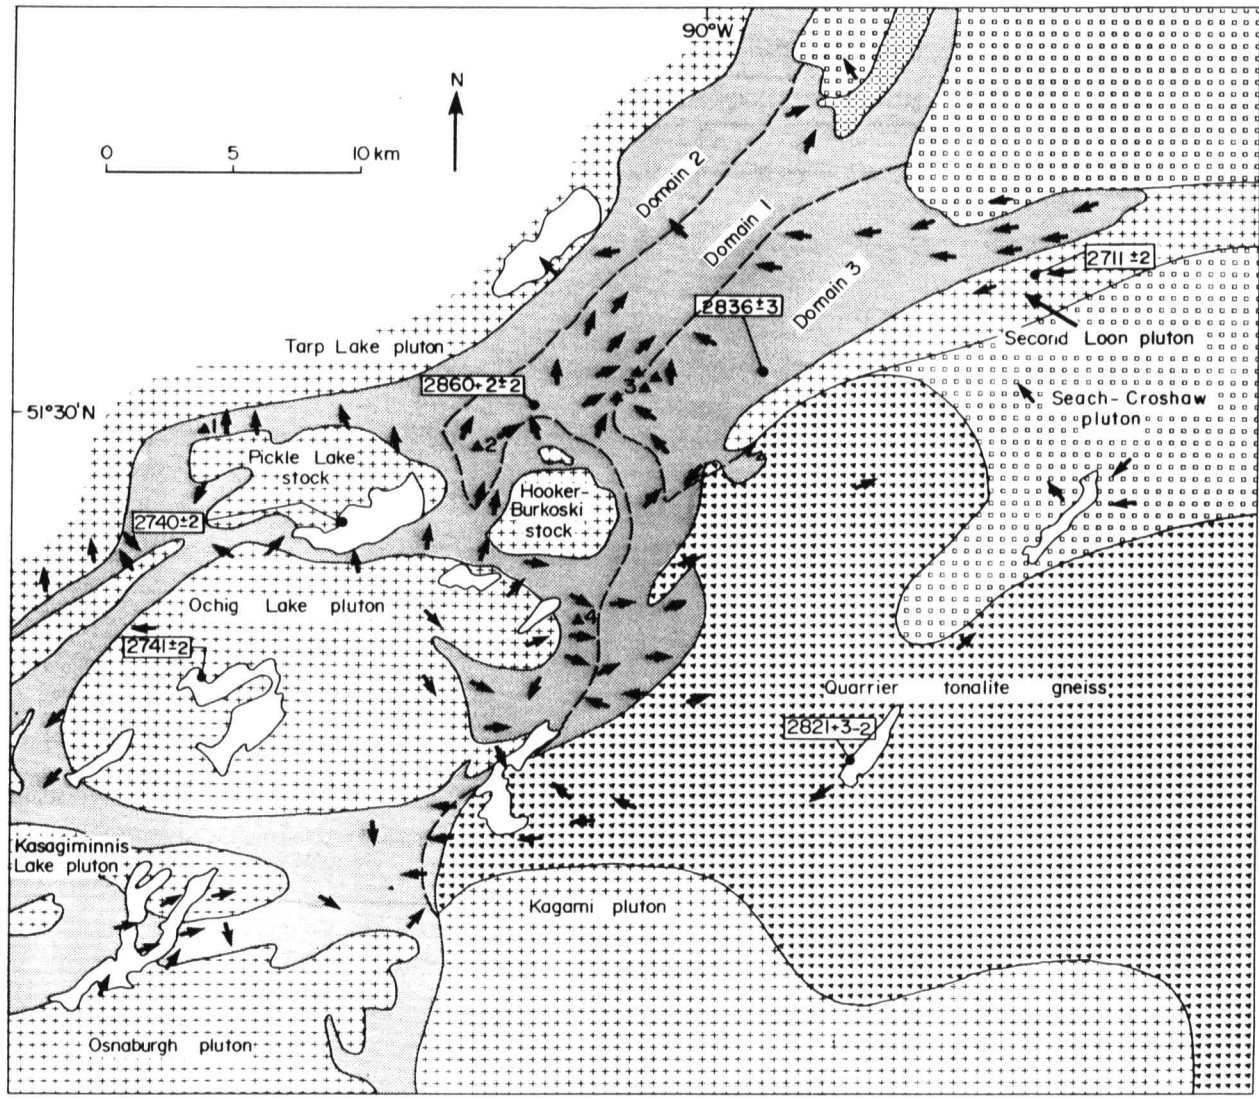 90°W
N
0 5 10 km
Domain 2
Domain 1
Domain 3
2711 ±2
2836±3
Second Loon pluton
Tarp Lake pluton
2860+2±2
51°30'N
Seach-Croshaw
pluton
1
2
3
Pickle Lake
stock
Hooker-
Burkoski
stock
2740±2
Ochig Lake pluton
4
2741±2
Quarrier tonalite gneiss
2821+3-2
Kasagiminnis
Lake pluton
Kagami pluton
Osnaburgh pluton